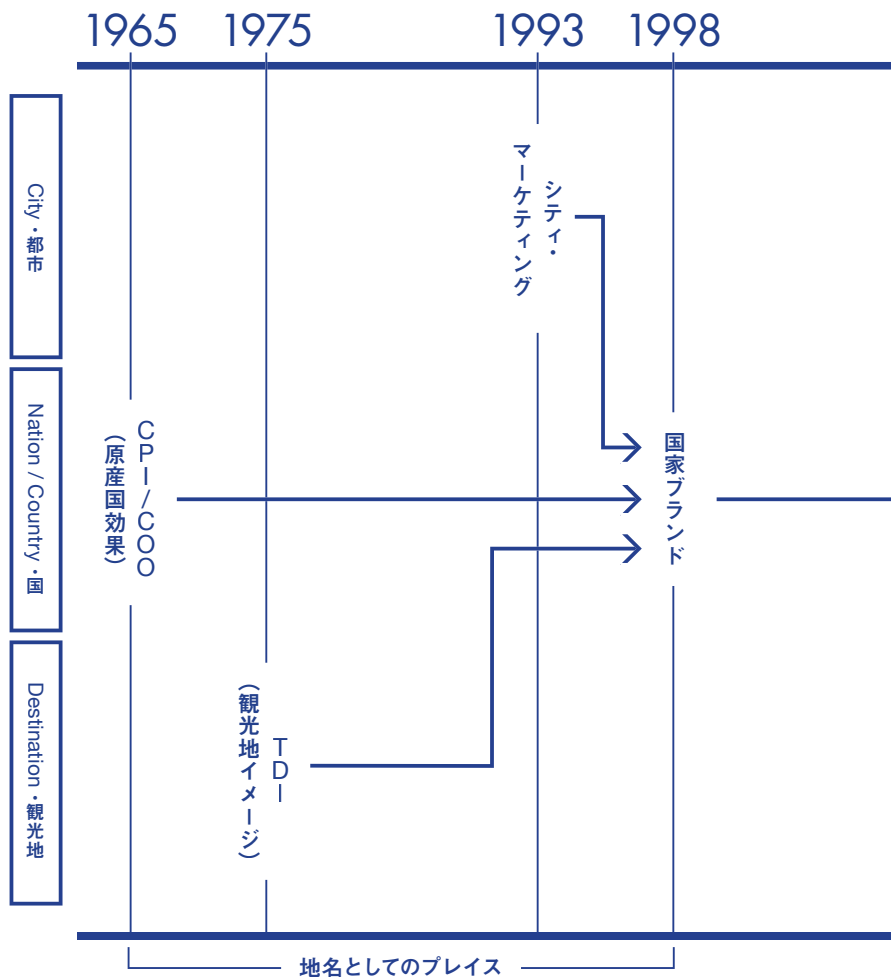 1965
1975
1993
1998
City・都市
シティ・
マーケティング
Nation / Country・国
CPI/COO
（原産国効果）
国家ブランド
Destination・観光地
TDI
（観光地イメージ）
地名としてのプレイス